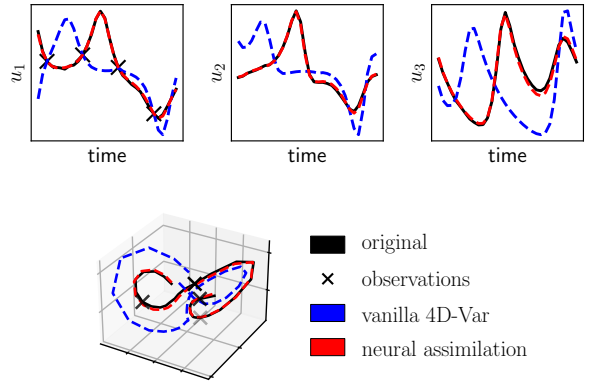 u1
time
u2
time
u3
time
original
observations
vanilla 4D-Var
neural assimilation